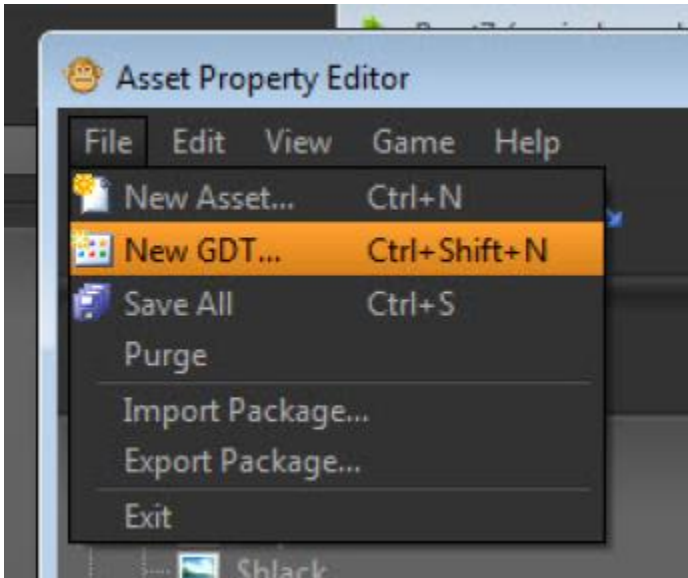 Asset Property Editor
File Edit View Game Help
New Asset... Ctrl+N
New GDT... Ctrl+Shift+N
Save All Ctrl+S
Purge
Import Package...
Export Package...
Exit